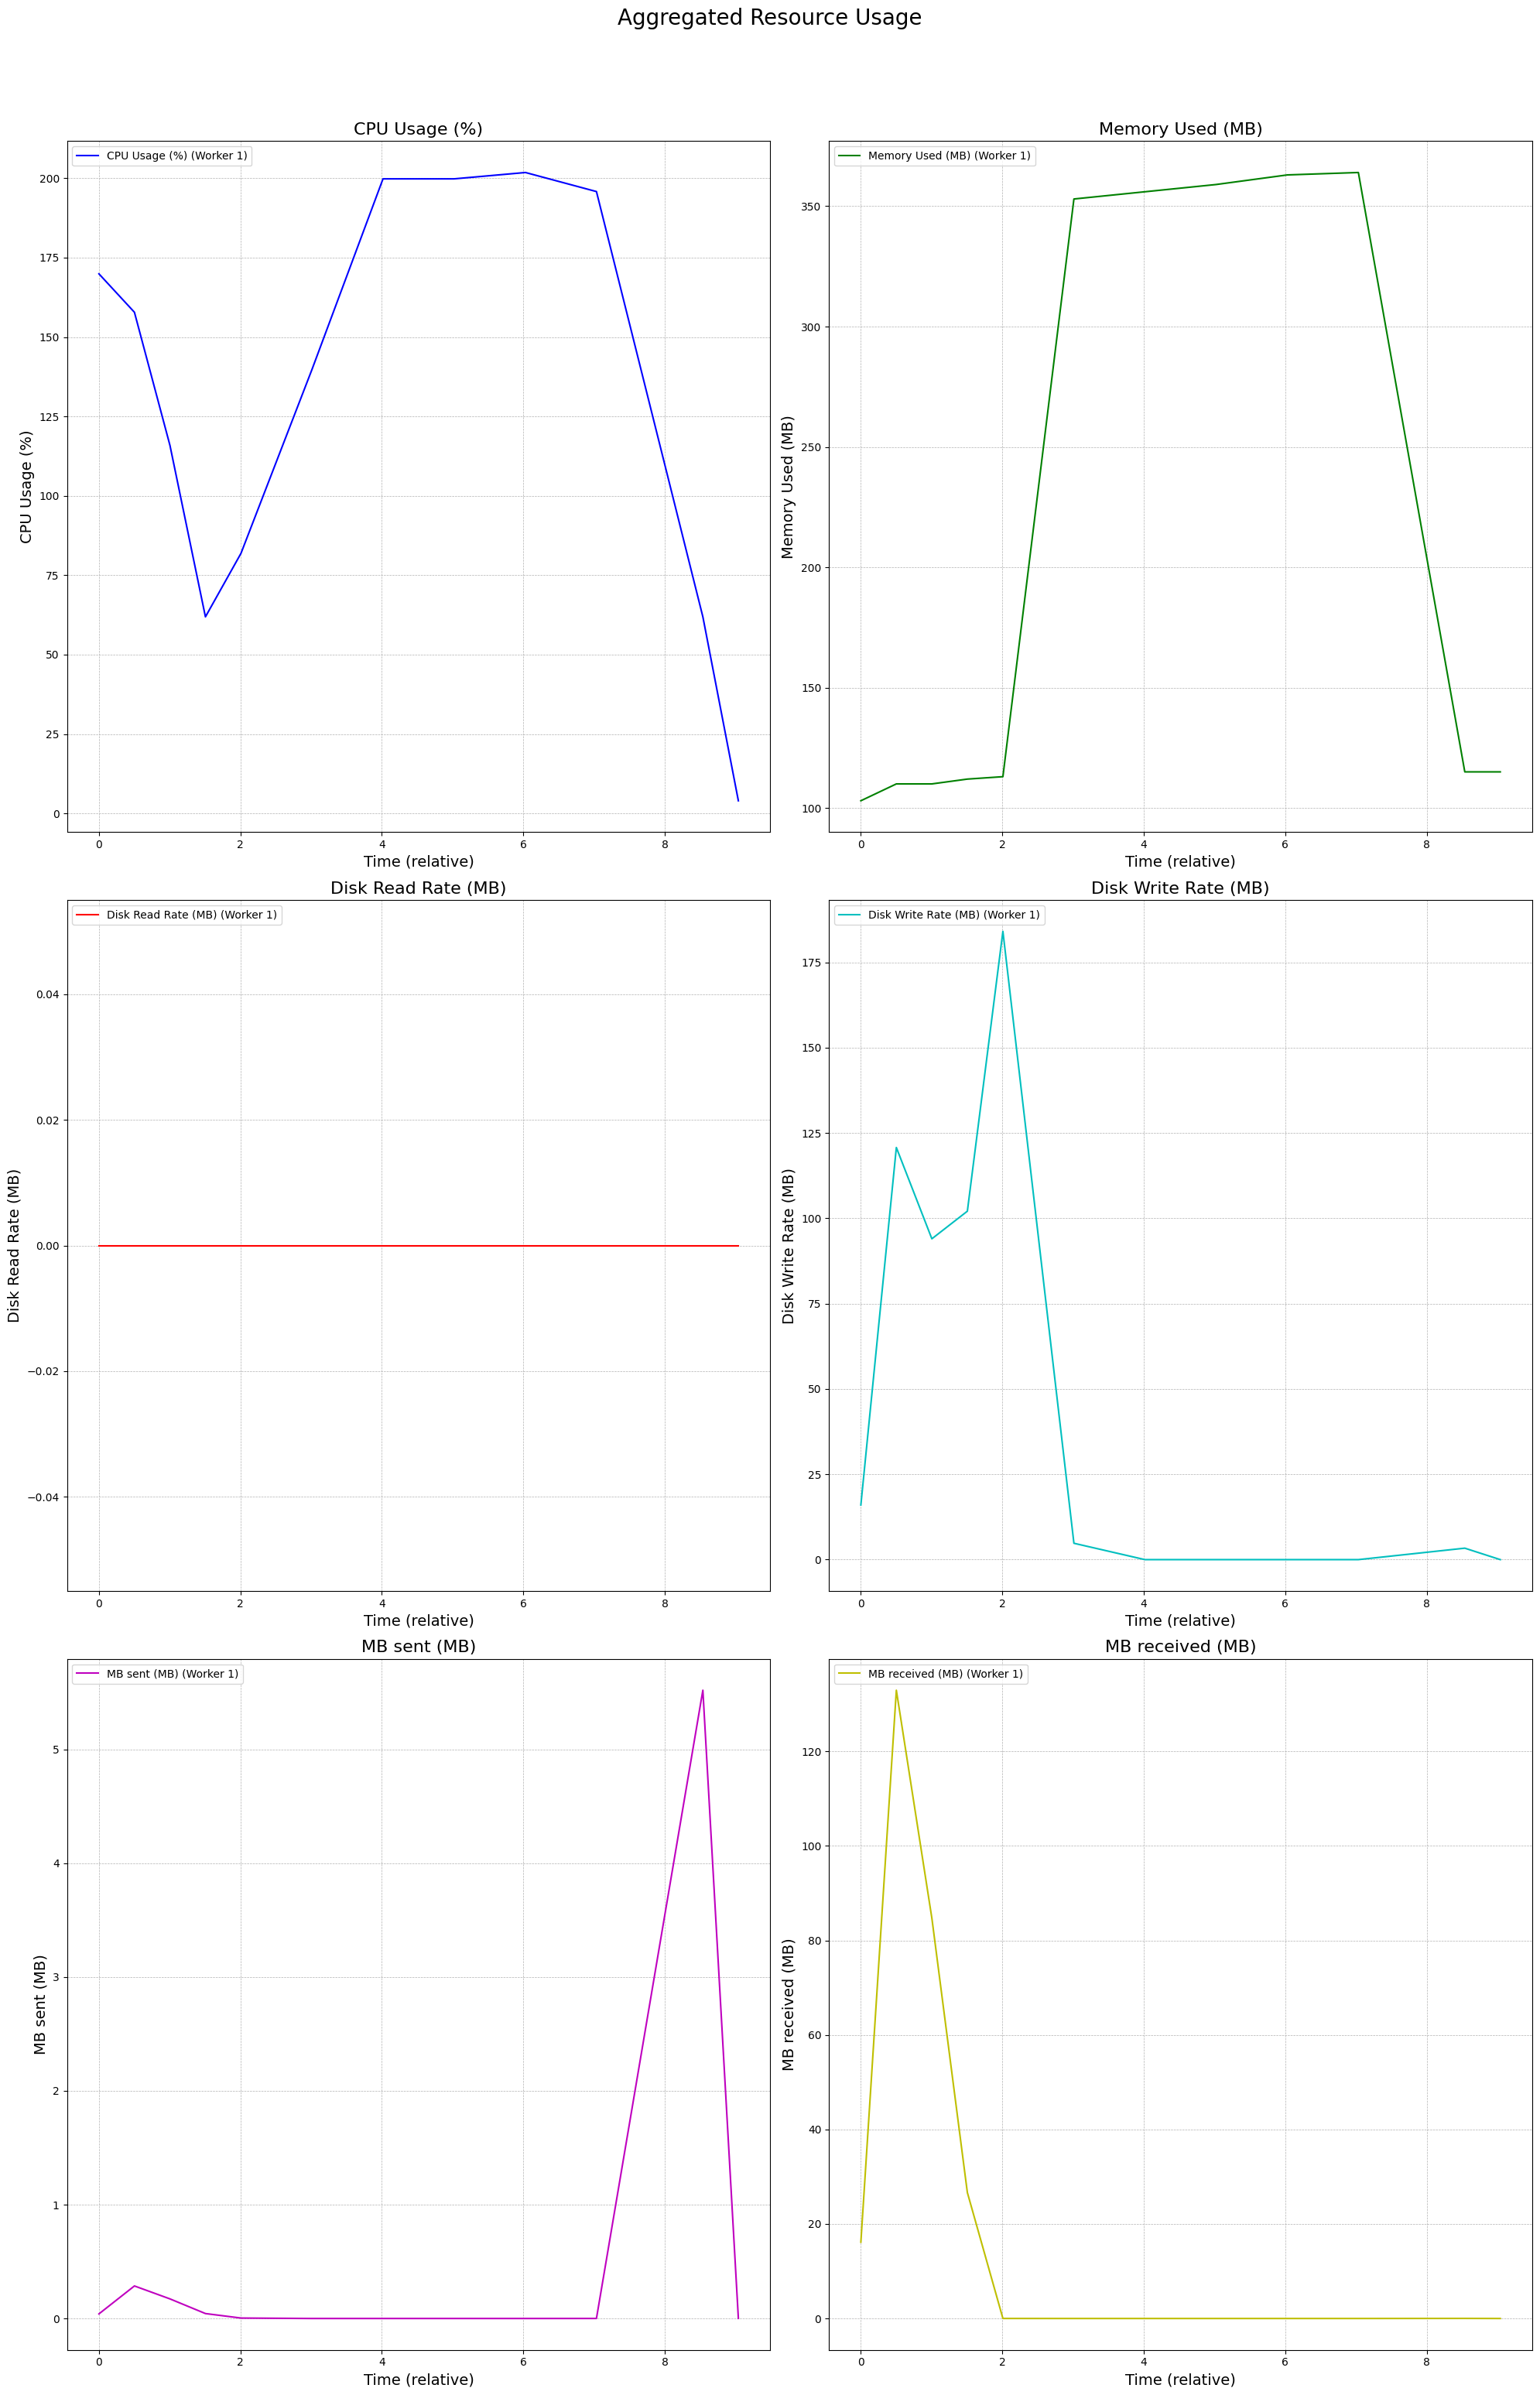 Aggregated Resource Usage
CPU Usage (%)
CPU Usage (%) (Worker 1)
200
175
150
125
100
75
50
25
0
CPU Usage (%)
0 2 4 6 8
Time (relative)
Memory Used (MB)
Memory Used (MB) (Worker 1)
350
300
250
200
150
100
Memory Used (MB)
0 2 4 6 8
Time (relative)
Disk Read Rate (MB)
Disk Read Rate (MB) (Worker 1)
0.04
0.02
0.00
−0.02
−0.04
Disk Read Rate (MB)
0 2 4 6 8
Time (relative)
Disk Write Rate (MB)
Disk Write Rate (MB) (Worker 1)
175
150
125
100
75
50
25
0
Disk Write Rate (MB)
0 2 4 6 8
Time (relative)
MB sent (MB)
MB sent (MB) (Worker 1)
5
4
3
2
1
0
MB sent (MB)
0 2 4 6 8
Time (relative)
MB received (MB)
MB received (MB) (Worker 1)
120
100
80
60
40
20
0
MB received (MB)
0 2 4 6 8
Time (relative)